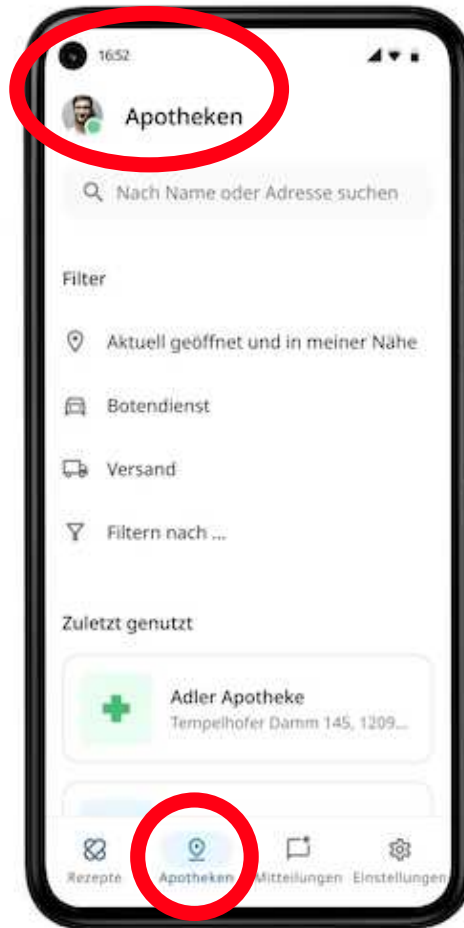 16:52
Apotheken
Nach Name oder Adresse suchen
Filter
Aktuell geöffnet und in meiner Nähe
Botendienst
Versand
Filtern nach ...
Zuletzt genutzt
Adler Apotheke
Tempelhofer Damm 145, 1209...
Rezepte Apotheken Mitteilungen Einstellungen